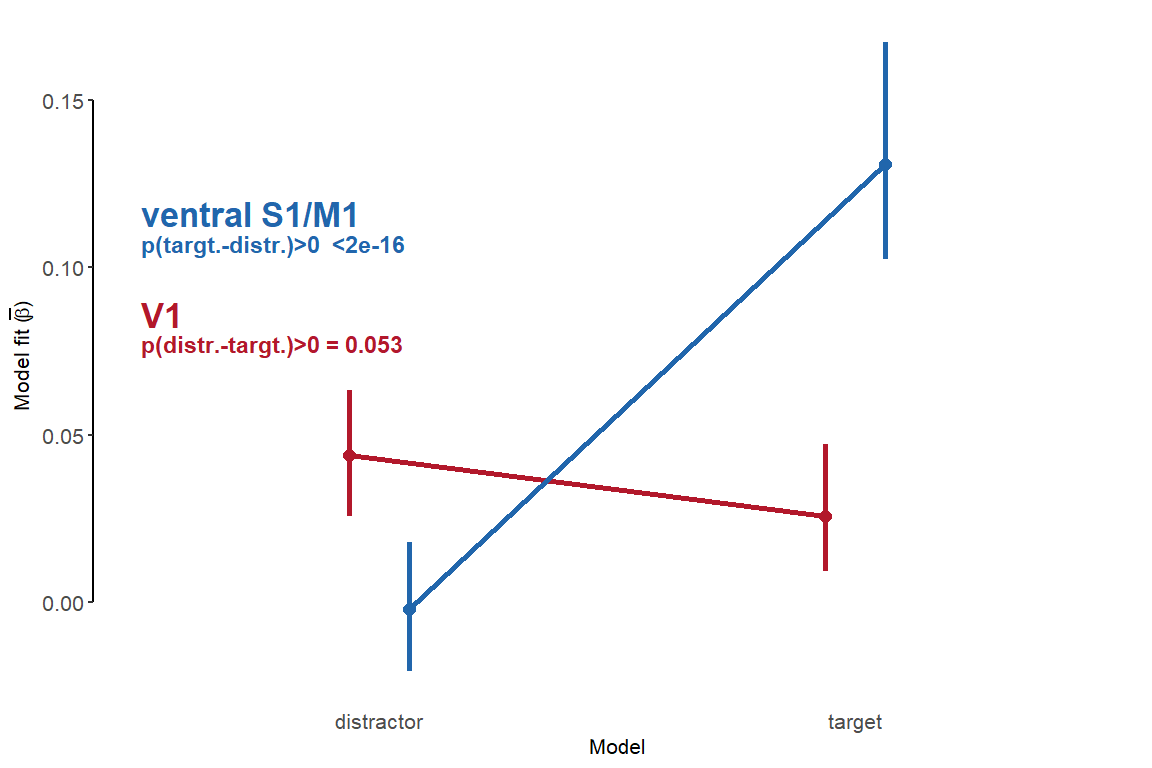 0.15
ventral S1/M1
p(targt.-distr.)>0  <2e-16
0.10
V1
p(distr.-targt.)>0 = 0.053
0.05
0.00
Model fit (β̅)
distractor
target
Model